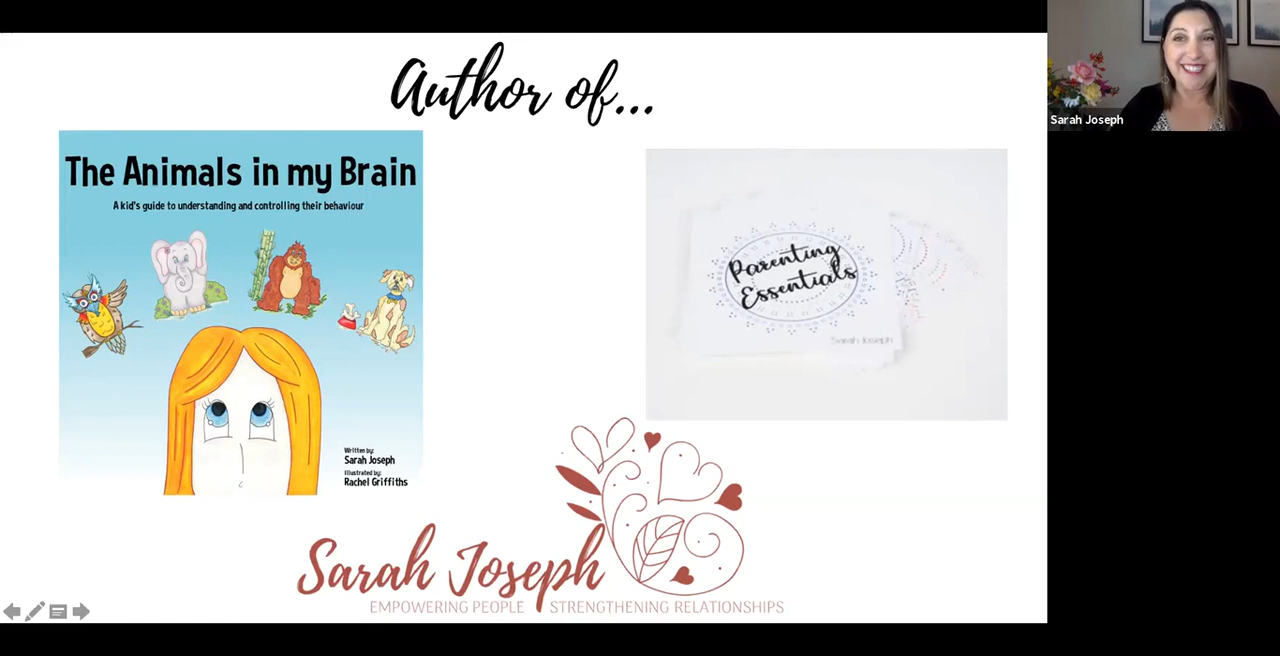 Author of...
The Animals in my Brain
A kid's guide to understanding and controlling their behaviour
Written by:
Sarah Joseph
Illustrated by:
Rachel Griffiths
Parenting
Essentials
Sarah Joseph
Sarah Joseph
EMPOWERING PEOPLE STRENGTHENING RELATIONSHIPS
Sarah Joseph